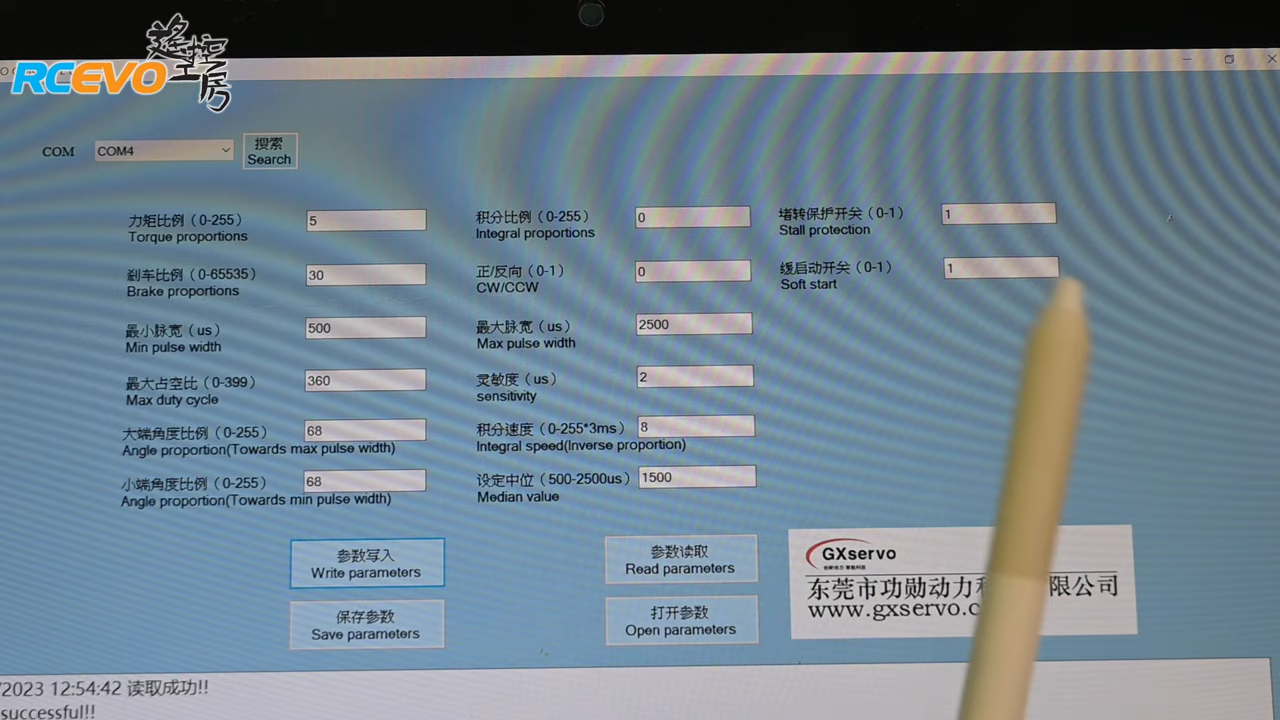 RCEVO
遙控工房
COM
COM4
搜索
Search
力矩比例（0-255）
Torque proportions
5
积分比例（0-255）
Integral proportions
0
堵转保护开关（0-1）
Stall protection
1
刹车比例（0-65535）
Brake proportions
30
正/反向（0-1）
CW/CCW
0
缓启动开关（0-1）
Soft start
1
最小脉宽（us）
Min pulse width
500
最大脉宽（us）
Max pulse width
2500
最大占空比（0-399）
Max duty cycle
360
灵敏度（us）
sensitivity
2
大端角度比例（0-255）
Angle proportion(Towards max pulse width)
68
积分速度（0-255*3ms）
Integral speed(Inverse proportion)
8
小端角度比例（0-255）
Angle proportion(Towards min pulse width)
68
设定中位（500-2500us）
Median value
1500
参数写入
Write parameters
参数读取
Read parameters
保存参数
Save parameters
打开参数
Open parameters
GXservo
东莞市功勋动力 限公司
www.gxservo.c
/2023 12:54:42 读取成功!!
successful!!